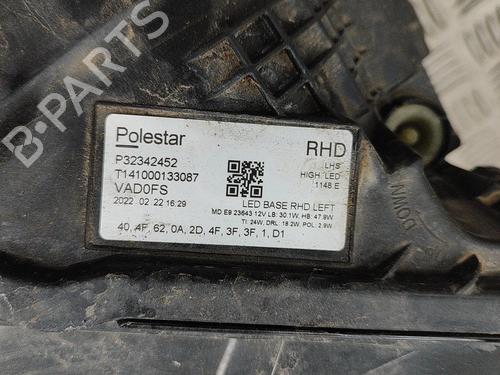 B-Parts
Polestar
RHD
P32342452
LHS
T141000133087
HIGH LED
VAD0FS
1148 E
2022 02 22 16:29
LED BASE RHD LEFT
MD E9 23643 12V LB: 30.1W, HB: 47.9W
TI: 24W, DRL: 18.2W, POL: 2.9W
40, 4F, 62, 0A, 2D, 4F, 3F, 3F, 1, D1
DOWN